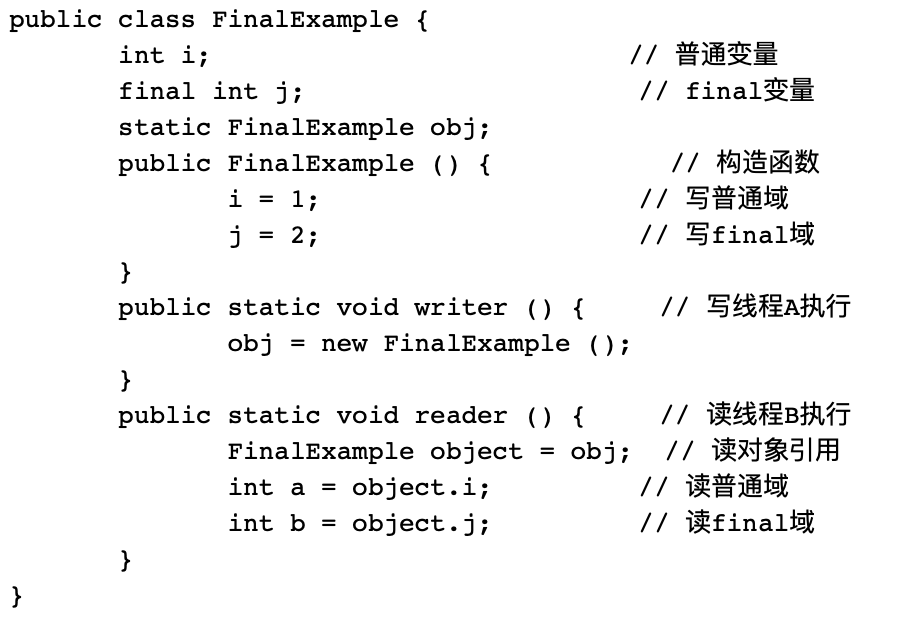 public class FinalExample {
int i; // 普通变量
final int j; // final变量
static FinalExample obj;
public FinalExample () { // 构造函数
i = 1; // 写普通域
j = 2; // 写final域
}
public static void writer () { // 写线程A执行
obj = new FinalExample ();
}
public static void reader () { // 读线程B执行
FinalExample object = obj; // 读对象引用
int a = object.i; // 读普通域
int b = object.j; // 读final域
}
}